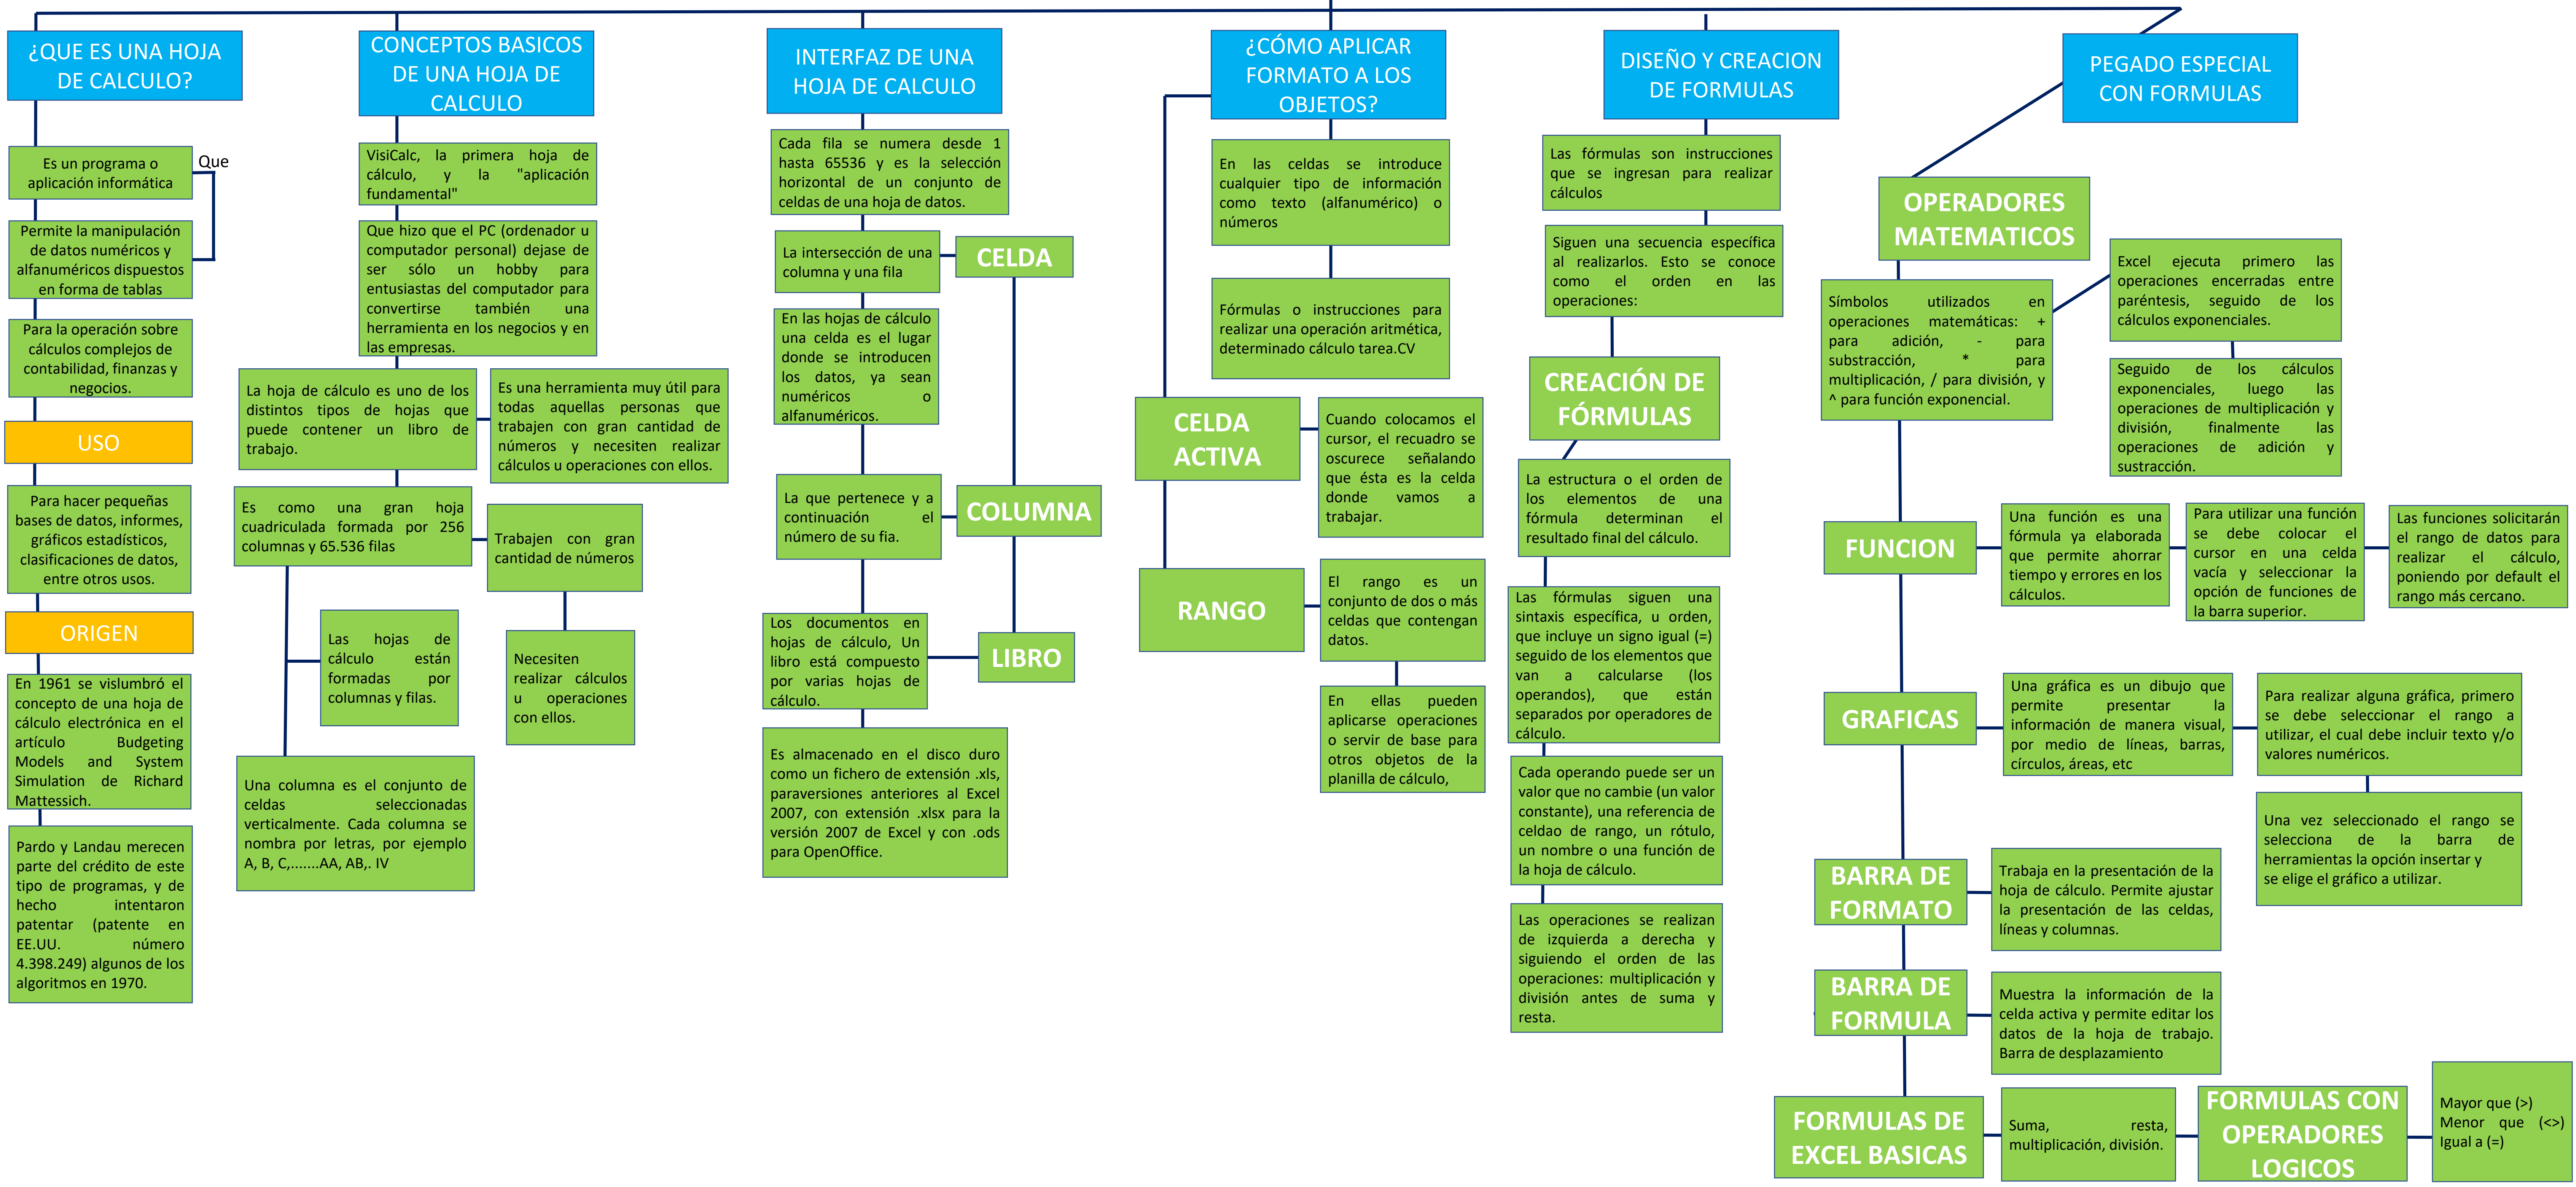 ¿QUE ES UNA HOJA
DE CALCULO?
Es un programa o
aplicación informática
Que
Permite la manipulación
de datos numéricos y
alfanuméricos dispuestos
en forma de tablas
Para la operación sobre
cálculos complejos de
contabilidad, finanzas y
negocios.
USO
Para hacer pequeñas
bases de datos, informes,
gráficos estadísticos,
clasificaciones de datos,
entre otros usos.
ORIGEN
En 1961 se vislumbró el
concepto de una hoja de
cálculo electrónica en el
artículo Budgeting
Models and System
Simulation de Richard
Mattessich.
Pardo y Landau merecen
parte del crédito de este
tipo de programas, y de
hecho intentaron
patentar (patente en
EE.UU. número
4.398.249) algunos de los
algoritmos en 1970.
CONCEPTOS BASICOS
DE UNA HOJA DE
CALCULO
VisiCalc, la primera hoja de
cálculo, y la "aplicación
fundamental"
Que hizo que el PC (ordenador u
computador personal) dejase de
ser sólo un hobby para
entusiastas del computador para
convertirse también una
herramienta en los negocios y en
las empresas.
La hoja de cálculo es uno de los
distintos tipos de hojas que
puede contener un libro de
trabajo.
Es una herramienta muy útil para
todas aquellas personas que
trabajen con gran cantidad de
números y necesiten realizar
cálculos u operaciones con ellos.
Es como una gran hoja
cuadriculada formada por 256
columnas y 65.536 filas
Trabajen con gran
cantidad de números
Las hojas de
cálculo están
formadas por
columnas y filas.
Necesiten
realizar cálculos
u operaciones
con ellos.
Una columna es el conjunto de
celdas seleccionadas
verticalmente. Cada columna se
nombra por letras, por ejemplo
A, B, C,.......AA, AB,. IV
INTERFAZ DE UNA
HOJA DE CALCULO
Cada fila se numera desde 1
hasta 65536 y es la selección
horizontal de un conjunto de
celdas de una hoja de datos.
La intersección de una
columna y una fila
CELDA
En las hojas de cálculo
una celda es el lugar
donde se introducen
los datos, ya sean
numéricos o
alfanuméricos.
La que pertenece y a
continuación el
número de su fia.
COLUMNA
Los documentos en
hojas de cálculo, Un
libro está compuesto
por varias hojas de
cálculo.
LIBRO
Es almacenado en el disco duro
como un fichero de extensión .xls,
paraversiones anteriores al Excel
2007, con extensión .xlsx para la
versión 2007 de Excel y con .ods
para OpenOffice.
¿CÓMO APLICAR
FORMATO A LOS
OBJETOS?
En las celdas se introduce
cualquier tipo de información
como texto (alfanumérico) o
números
Fórmulas o instrucciones para
realizar una operación aritmética,
determinado cálculo tarea.CV
CELDA
ACTIVA
Cuando colocamos el
cursor, el recuadro se
oscurece señalando
que ésta es la celda
donde vamos a
trabajar.
RANGO
El rango es un
conjunto de dos o más
celdas que contengan
datos.
En ellas pueden
aplicarse operaciones
o servir de base para
otros objetos de la
planilla de cálculo,
DISEÑO Y CREACION
DE FORMULAS
Las fórmulas son instrucciones
que se ingresan para realizar
cálculos
Siguen una secuencia específica
al realizarlos. Esto se conoce
como el orden en las
operaciones:
CREACIÓN DE
FÓRMULAS
La estructura o el orden de
los elementos de una
fórmula determinan el
resultado final del cálculo.
Las fórmulas siguen una
sintaxis específica, u orden,
que incluye un signo igual (=)
seguido de los elementos que
van a calcularse (los
operandos), que están
separados por operadores de
cálculo.
Cada operando puede ser un
valor que no cambie (un valor
constante), una referencia de
celdao de rango, un rótulo,
un nombre o una función de
la hoja de cálculo.
Las operaciones se realizan
de izquierda a derecha y
siguiendo el orden de las
operaciones: multiplicación y
división antes de suma y
resta.
PEGADO ESPECIAL
CON FORMULAS
OPERADORES
MATEMATICOS
Símbolos utilizados en
operaciones matemáticas: +
para adición, - para
substracción, * para
multiplicación, / para división, y
^ para función exponencial.
Excel ejecuta primero las
operaciones encerradas entre
paréntesis, seguido de los
cálculos exponenciales.
Seguido de los cálculos
exponenciales, luego las
operaciones de multiplicación y
división, finalmente las
operaciones de adición y
sustracción.
FUNCION
Una función es una
fórmula ya elaborada
que permite ahorrar
tiempo y errores en los
cálculos.
Para utilizar una función
se debe colocar el
cursor en una celda
vacía y seleccionar la
opción de funciones de
la barra superior.
Las funciones solicitarán
el rango de datos para
realizar el cálculo,
poniendo por default el
rango más cercano.
GRAFICAS
Una gráfica es un dibujo que
permite presentar la
información de manera visual,
por medio de líneas, barras,
círculos, áreas, etc
Para realizar alguna gráfica, primero
se debe seleccionar el rango a
utilizar, el cual debe incluir texto y/o
valores numéricos.
Una vez seleccionado el rango se
selecciona de la barra de
herramientas la opción insertar y
se elige el gráfico a utilizar.
BARRA DE
FORMATO
Trabaja en la presentación de la
hoja de cálculo. Permite ajustar
la presentación de las celdas,
líneas y columnas.
BARRA DE
FORMULA
Muestra la información de la
celda activa y permite editar los
datos de la hoja de trabajo.
Barra de desplazamiento
FORMULAS DE
EXCEL BASICAS
Suma, resta,
multiplicación, división.
FORMULAS CON
OPERADORES
LOGICOS
Mayor que (>)
Menor que (<>)
Igual a (=)